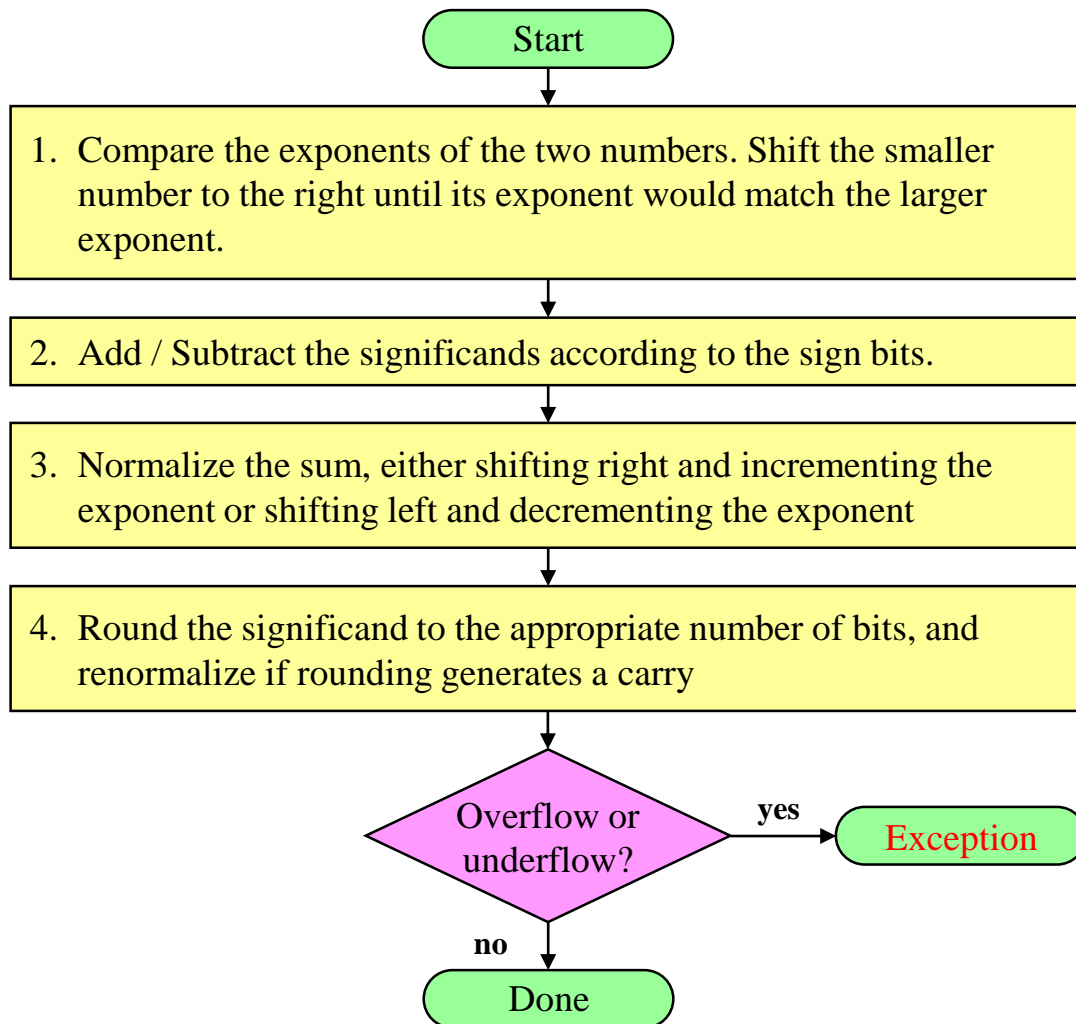 Start
1. Compare the exponents of the two numbers. Shift the smaller
number to the right until its exponent would match the larger
exponent.
2. Add / Subtract the significands according to the sign bits.
3. Normalize the sum, either shifting right and incrementing the
exponent or shifting left and decrementing the exponent
4. Round the significand to the appropriate number of bits, and
renormalize if rounding generates a carry
Overflow or
underflow?
yes
Exception
no
Done